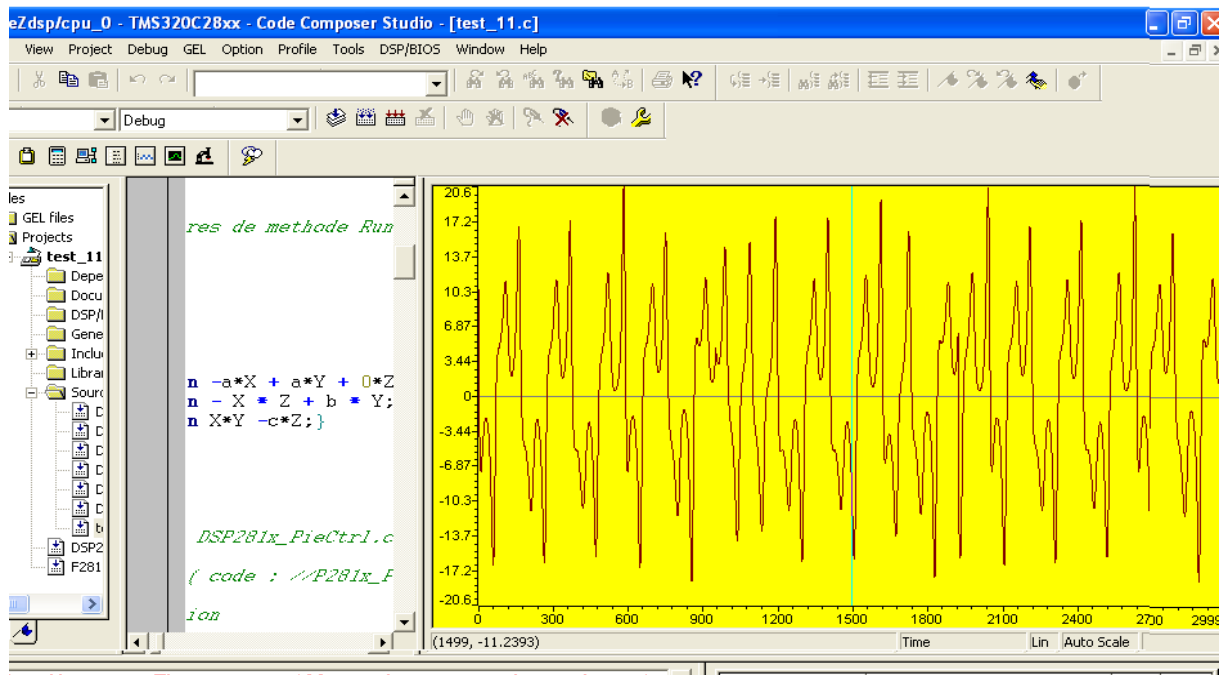 eZdsp/cpu_0 - TMS320C28xx - Code Composer Studio - [test_11.c]
View Project Debug GEL Option Profile Tools DSP/BIOS Window Help
Debug
les
GEL files
Projects
test_11
Depe
Docu
DSP/
Gene
Inclu
Librar
Sourc
D
C
D
D
C
D
DSP2
F281
res de methode Run
n -a*X + a*Y + 0*Z
n - X * Z + b * Y;
n X*Y -c*Z;}
DSP281x_PieCtrl.c
( code : //F281x_F
ion
20.6
17.2
13.7
10.3
6.87
3.44
0
-3.44
-6.87
-10.3
-13.7
-17.2
-20.6
0 300 600 900 1200 1500 1800 2100 2400 2700 2999
(1499, -11.2393) Time Lin Auto Scale